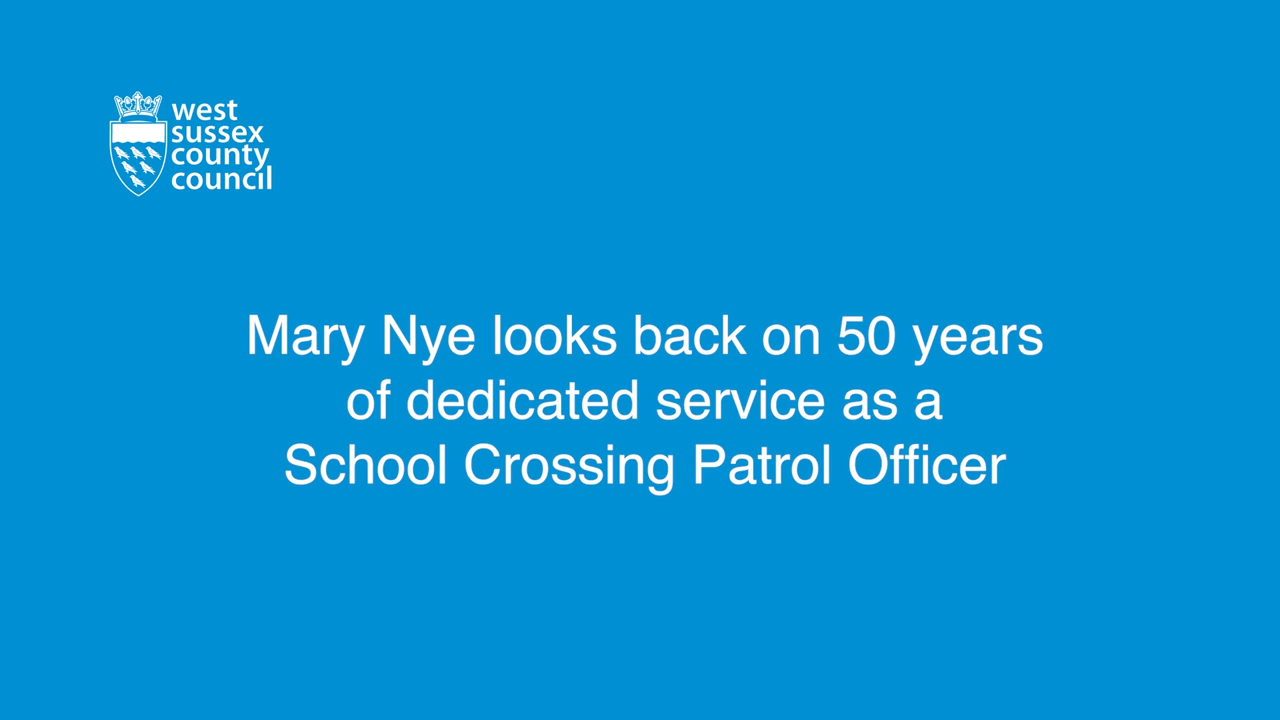 west
sussex
county
council
Mary Nye looks back on 50 years
of dedicated service as a
School Crossing Patrol Officer